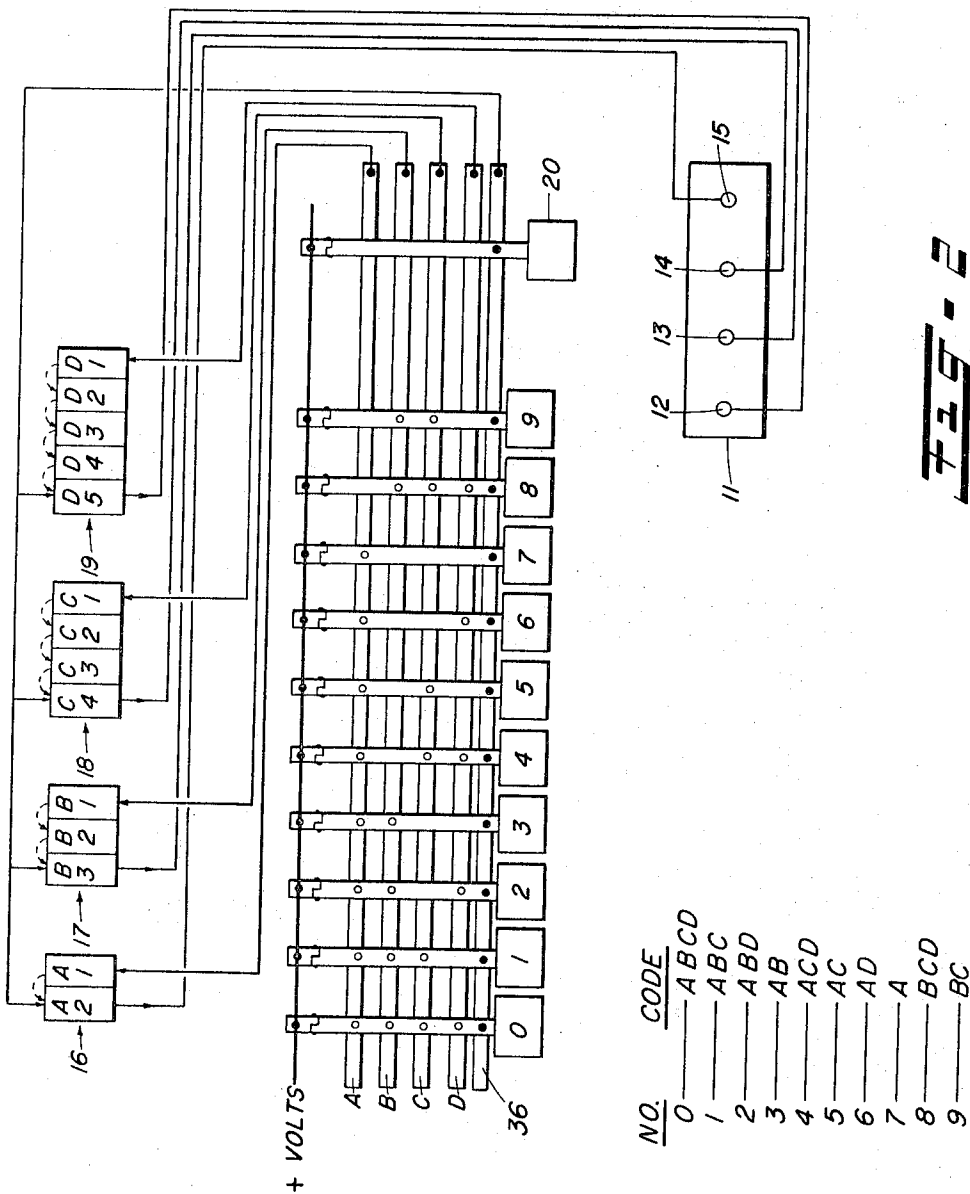 A 2 A 1
B 3 B 2 B 1
C 4 C 3 C 2 C 1
D 5 D 4 D 3 D 2 D 1
16
17
18
19
+ VOLTS
A
B
C
D
36
0 1 2 3 4 5 6 7 8 9
20
12 13 14 15
11
NO. CODE
0 — ABCD
1 — ABC
2 — ABD
3 — AB
4 — ACD
5 — AC
6 — AD
7 — A
8 — BCD
9 — BC
FIG-2